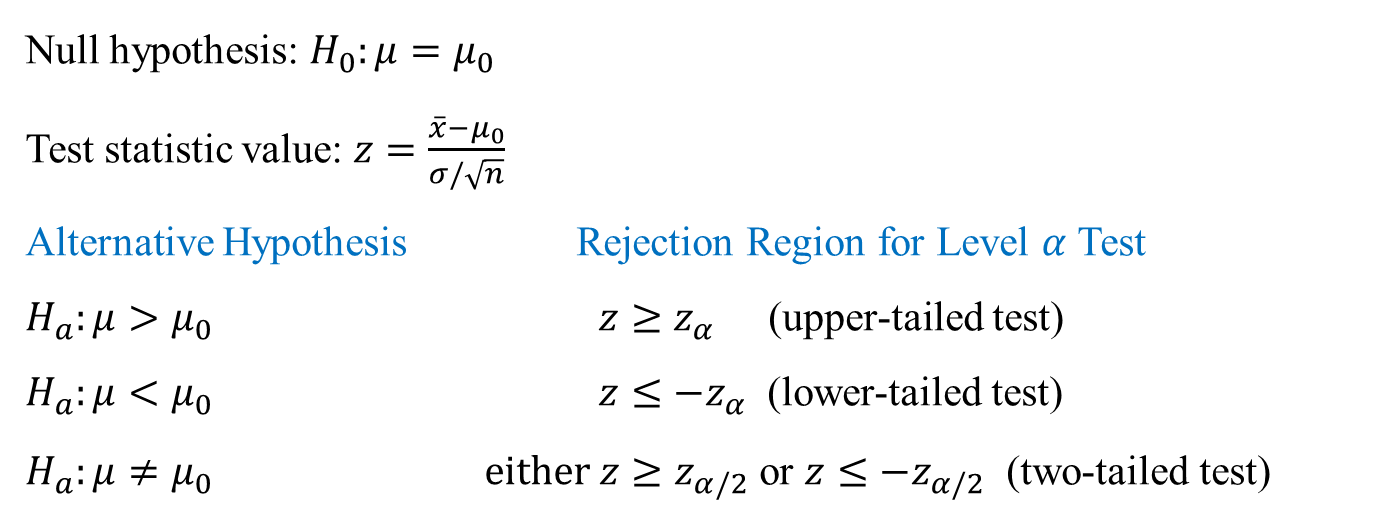 Null hypothesis: H₀: μ = μ₀
Test statistic value: z = (x̄−μ₀)/(σ/√n)
Alternative Hypothesis Rejection Region for Level α Test
Hₐ: μ > μ₀ z ≥ z_α (upper-tailed test)
Hₐ: μ < μ₀ z ≤ −z_α (lower-tailed test)
Hₐ: μ ≠ μ₀ either z ≥ z_{α/2} or z ≤ −z_{α/2} (two-tailed test)